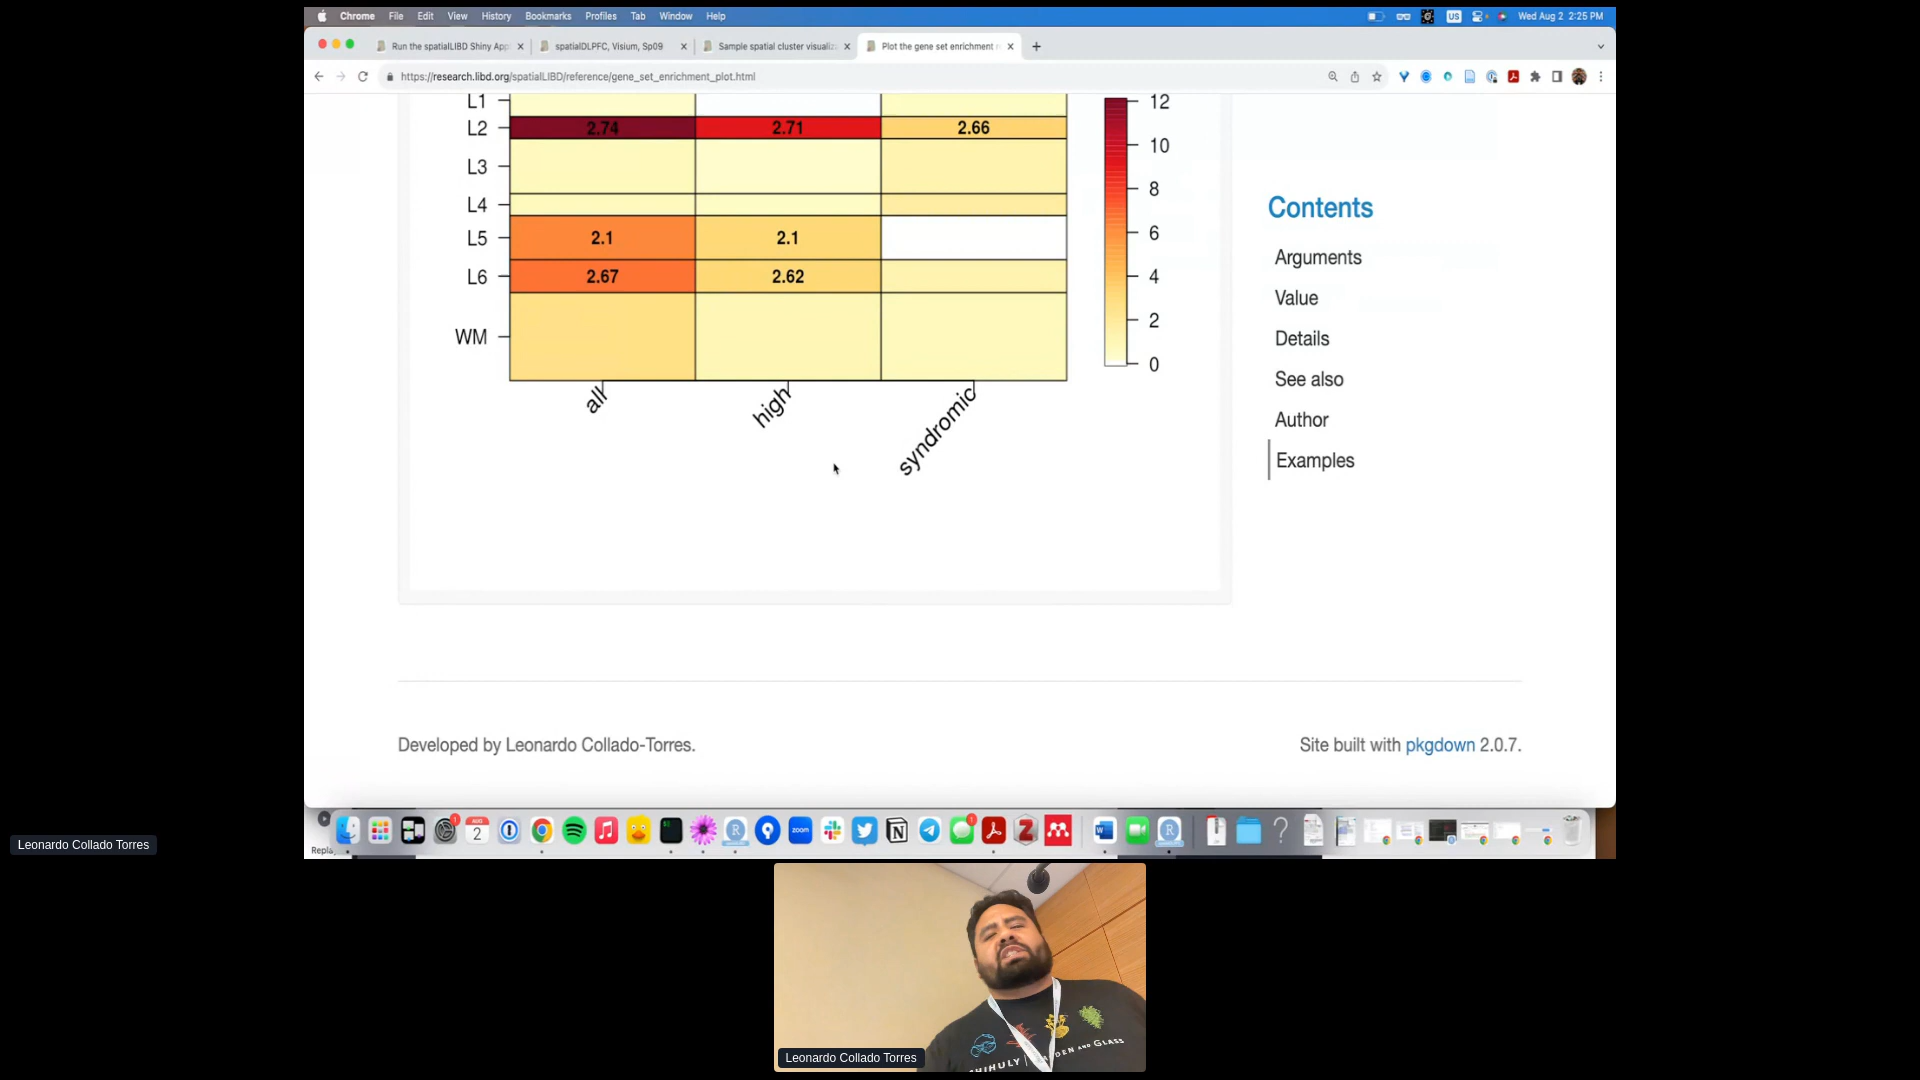 Chrome File Edit View History Bookmarks Profiles Tab Window Help US Wed Aug 2 2:25 PM
Run the spatialLIBD Shiny App spatialDLPFC, Visium, Sp09 Sample spatial cluster visualiz Plot the gene set enrichment
https://research.libd.org/spatialLIBD/reference/gene_set_enrichment_plot.html
L1
L2 2.74 2.71 2.66
L3
L4
L5 2.1 2.1
L6 2.67 2.62
WM
all high syndromic
12
10
8
6
4
2
0
Contents
Arguments
Value
Details
See also
Author
Examples
Developed by Leonardo Collado-Torres.
Site built with pkgdown 2.0.7.
AUG
2
zoom
Leonardo Collado Torres
Leonardo Collado Torres